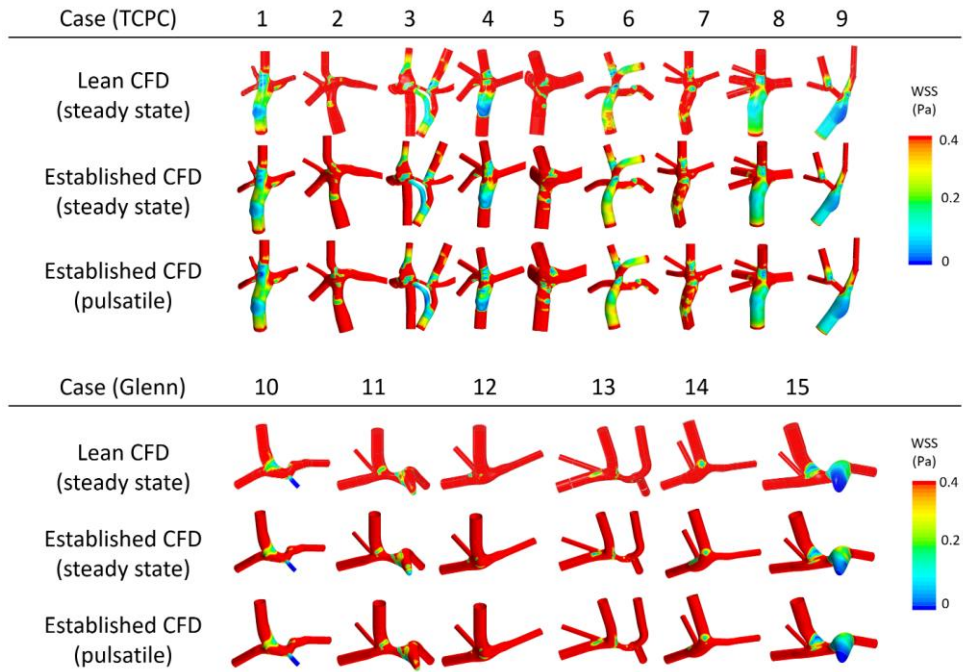 Case (TCPC) 1 2 3 4 5 6 7 8 9
Lean CFD
(steady state)
WSS
(Pa)
0.4
Established CFD
(steady state)
0.2
0
Established CFD
(pulsatile)
Case (Glenn) 10 11 12 13 14 15
Lean CFD
(steady state)
WSS
(Pa)
0.4
Established CFD
(steady state)
0.2
0
Established CFD
(pulsatile)